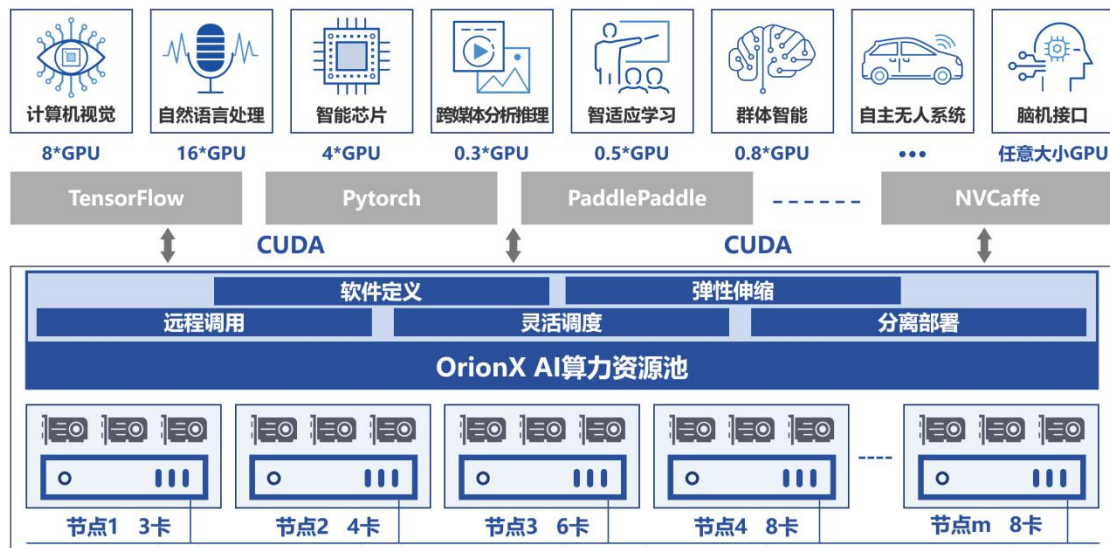 计算机视觉 自然语言处理 智能芯片 跨媒体分析推理 智适应学习 群体智能 自主无人系统 脑机接口
8*GPU 16*GPU 4*GPU 0.3*GPU 0.5*GPU 0.8*GPU ••• 任意大小GPU
TensorFlow Pytorch PaddlePaddle NVCaffe
CUDA CUDA
软件定义 弹性伸缩
远程调用 灵活调度 分离部署
OrionX AI算力资源池
节点1 3卡 节点2 4卡 节点3 6卡 节点4 8卡 节点m 8卡